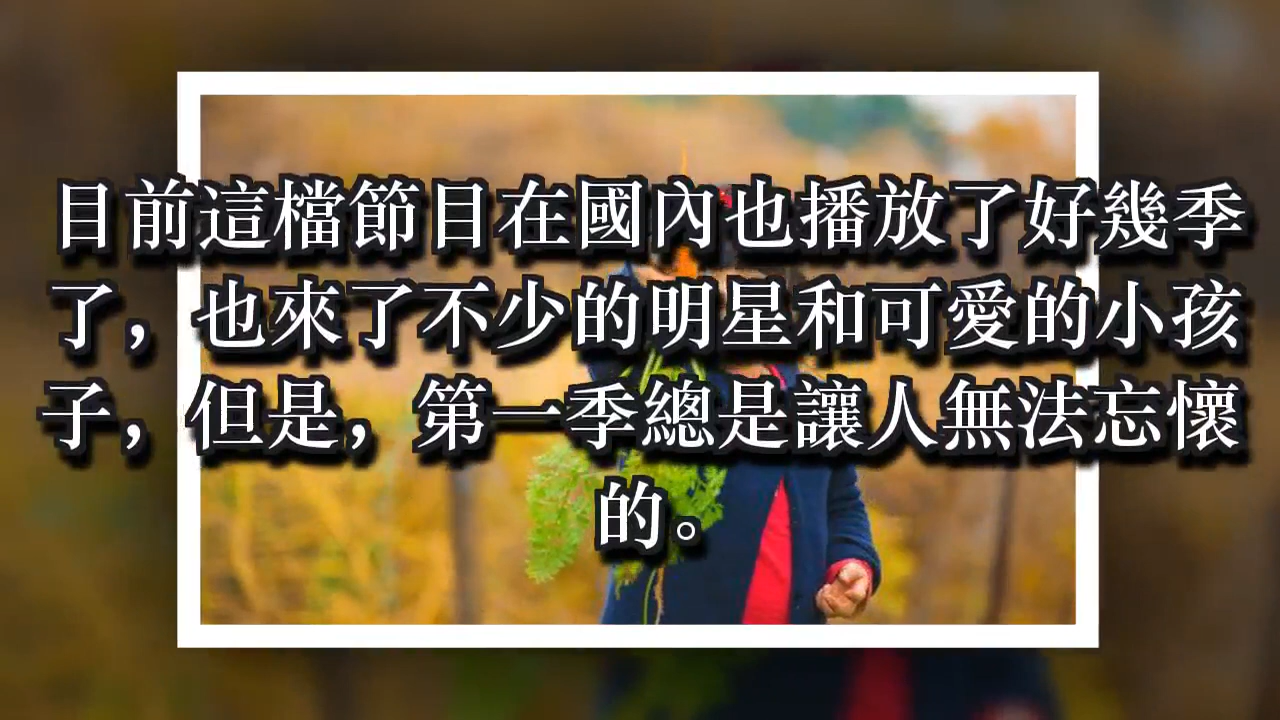 目前這檔節目在國內也播放了好幾季
了，也來了不少的明星和可愛的小孩
子，但是，第一季總是讓人無法忘懷
的。